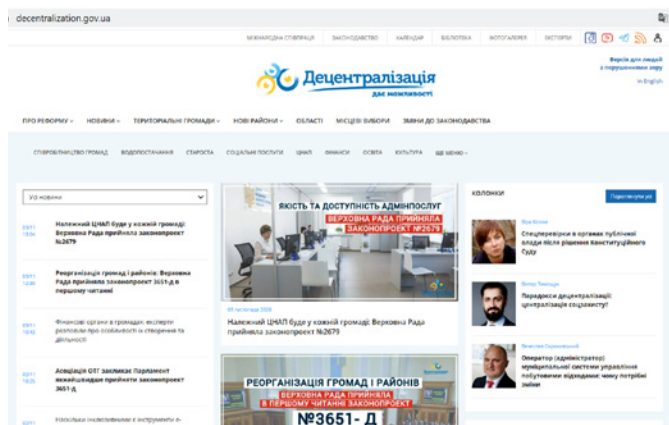 decentralization.gov.ua
МІЖНАРОДНА СПІВПРАЦЯ ЗАКОНОДАВСТВО КАЛЕНДАР БІБЛІОТЕКА ФОТОГАЛЕРЕЯ ЕКСПЕРТИ
Версія для людей
з порушеннями зору
in English
Децентралізація
дає можливості
ПРО РЕФОРМУ НОВИНИ ТЕРИТОРІАЛЬНІ ГРОМАДИ НОВІ РАЙОНИ ОБЛАСТІ МІСЦЕВІ ВИБОРИ ЗМІНИ ДО ЗАКОНОДАВСТВА
СПІВРОБІТНИЦТВО ГРОМАД ВОДОПОСТАЧАННЯ СТАРОСТА СОЦІАЛЬНІ ПОСЛУГИ ЦНАП ФІНАНСИ ОСВІТА КУЛЬТУРА ЩЕ МЕНЮ
Усі новини
Належний ЦНАП буде у кожній громаді:
Верховна Рада прийняла законопроект
№2679
Реорганізація громад і районів: Верховна
Рада прийняла законопроект 3651-д в
першому читанні
Фінансові органи в громадах: експерти
розповіли про особливості їх створення та
діяльності
Асоціація ОТГ закликає Парламент
якнайшвидше прийняти законопроект
3651-д
ЯКІСТЬ ТА ДОСТУПНІСТЬ АДМІНПОСЛУГ
ВЕРХОВНА РАДА ПРИЙНЯЛА
ЗАКОНОПРОЕКТ №2679
листопада 2020
Належний ЦНАП буде у кожній громаді: Верховна Рада
прийняла законопроект №2679
РЕОРГАНІЗАЦІЯ ГРОМАД І РАЙОНІВ
ВЕРХОВНА РАДА ПРИЙНЯЛА
В ПЕРШОМУ ЧИТАННІ ЗАКОНОПРОЕКТ
№3651- Д
КОЛОНКИ
Переглянути усі
Спецперевірки в органах публічної
влади після рішення Конституційного
Суду
Парадокси децентралізації:
централізація соцзахисту?
Оператор (адміністратор)
муніципальної системи управління
побутовими відходами: чому потрібні
зміни